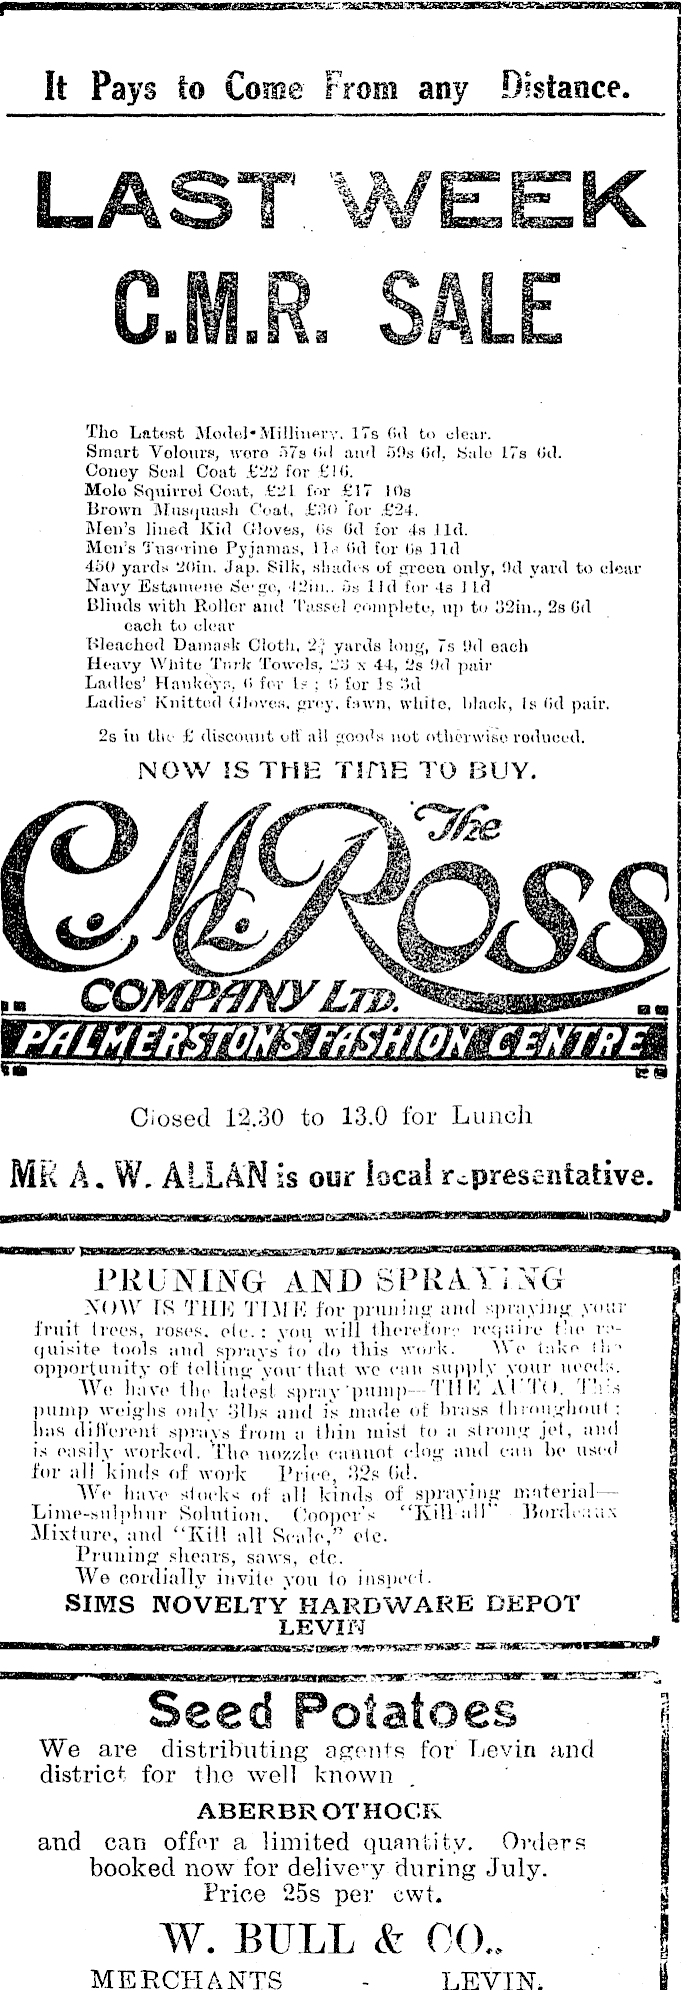 It Pays to Come From any Distance.
LAST WEEK
C.M.R. SALE
The Latest Model Millinery, 17s 6d to clear.
Smart Velours, were 57s 6d and 59s 6d, Sale 17s 6d.
Coney Seal Coat £22 for £16.
Mole Squirrel Coat, £21 for £17 10s
Brown Musquash Coat, £30 for £24.
Men's lined Kid Gloves, 6s 6d for 4s 11d.
Men's Tuscrine Pyjamas, 11s 6d for 6s 11d
450 yards 20in. Jap. Silk, shades of green only, 9d yard to clear
Navy Estamene Serge, 42in.. 5s 11d for 4s 11d
Blinds with Roller and Tassel complete, up to 32in., 2s 6d
each to clear
Bleached Damask Cloth, yards long, 7s 9d each
Heavy White Turk Towels, 23 x 44, 2s 9d pair
Ladies' Hankeys, 6 for 1s ; 6 for 1s 3d
Ladies' Knitted Gloves, grey, fawn, white, black, 1s 6d pair.
2s in the £ discount off all goods not otherwise reduced.
NOW IS THE TIME TO BUY.
The
C.M. Ross Co.
COMPANY LTD.
PALMERSTON'S FASHION CENTRE
Closed 12.30 to 13.0 for Lunch
MR A. W. ALLAN is our local representative.
PRUNING AND SPRAYING
NOW IS THE TIME for pruning and spraying your
fruit trees, roses, etc.: you will therefore require the re-
quisite tools and sprays to do this work. We take the
opportunity of telling you that we can supply your needs.
We have the latest spray pump—THE AUTO. This
pump weighs only 3lbs and is made of brass throughout:
has different sprays from a thin mist to a strong jet, and
is easily worked. The nozzle cannot clog and can be used
for all kinds of work Price, 32s 6d.
We have stocks of all kinds of spraying material—
Lime-sulphur Solution, Cooper's "Kill-all" Bordeaux
Mixture, and "Kill all Scale," etc.
Pruning shears, saws, etc.
We cordially invite you to inspect.
SIMS NOVELTY HARDWARE DEPOT
LEVIN
Seed Potatoes
We are distributing agents for Levin and
district for the well known
ABERBROTHOCK
and can offer a limited quantity. Orders
booked now for delivery during July.
Price 25s per cwt.
W. BULL & CO.,
MERCHANTS - LEVIN.